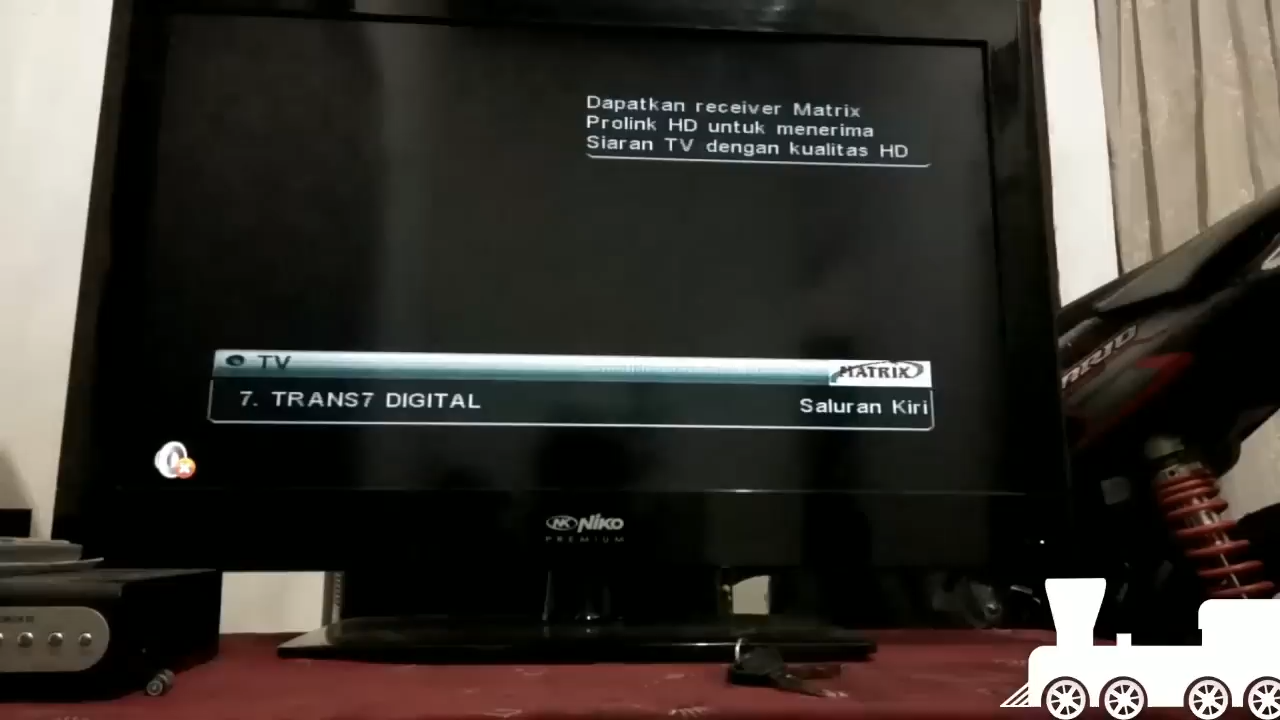 Dapatkan receiver Matrix
Prolink HD untuk menerima
Siaran TV dengan kualitas HD
TV
MATRIX
7. TRANS7 DIGITAL
Saluran Kiri
NIKO
PREMIUM